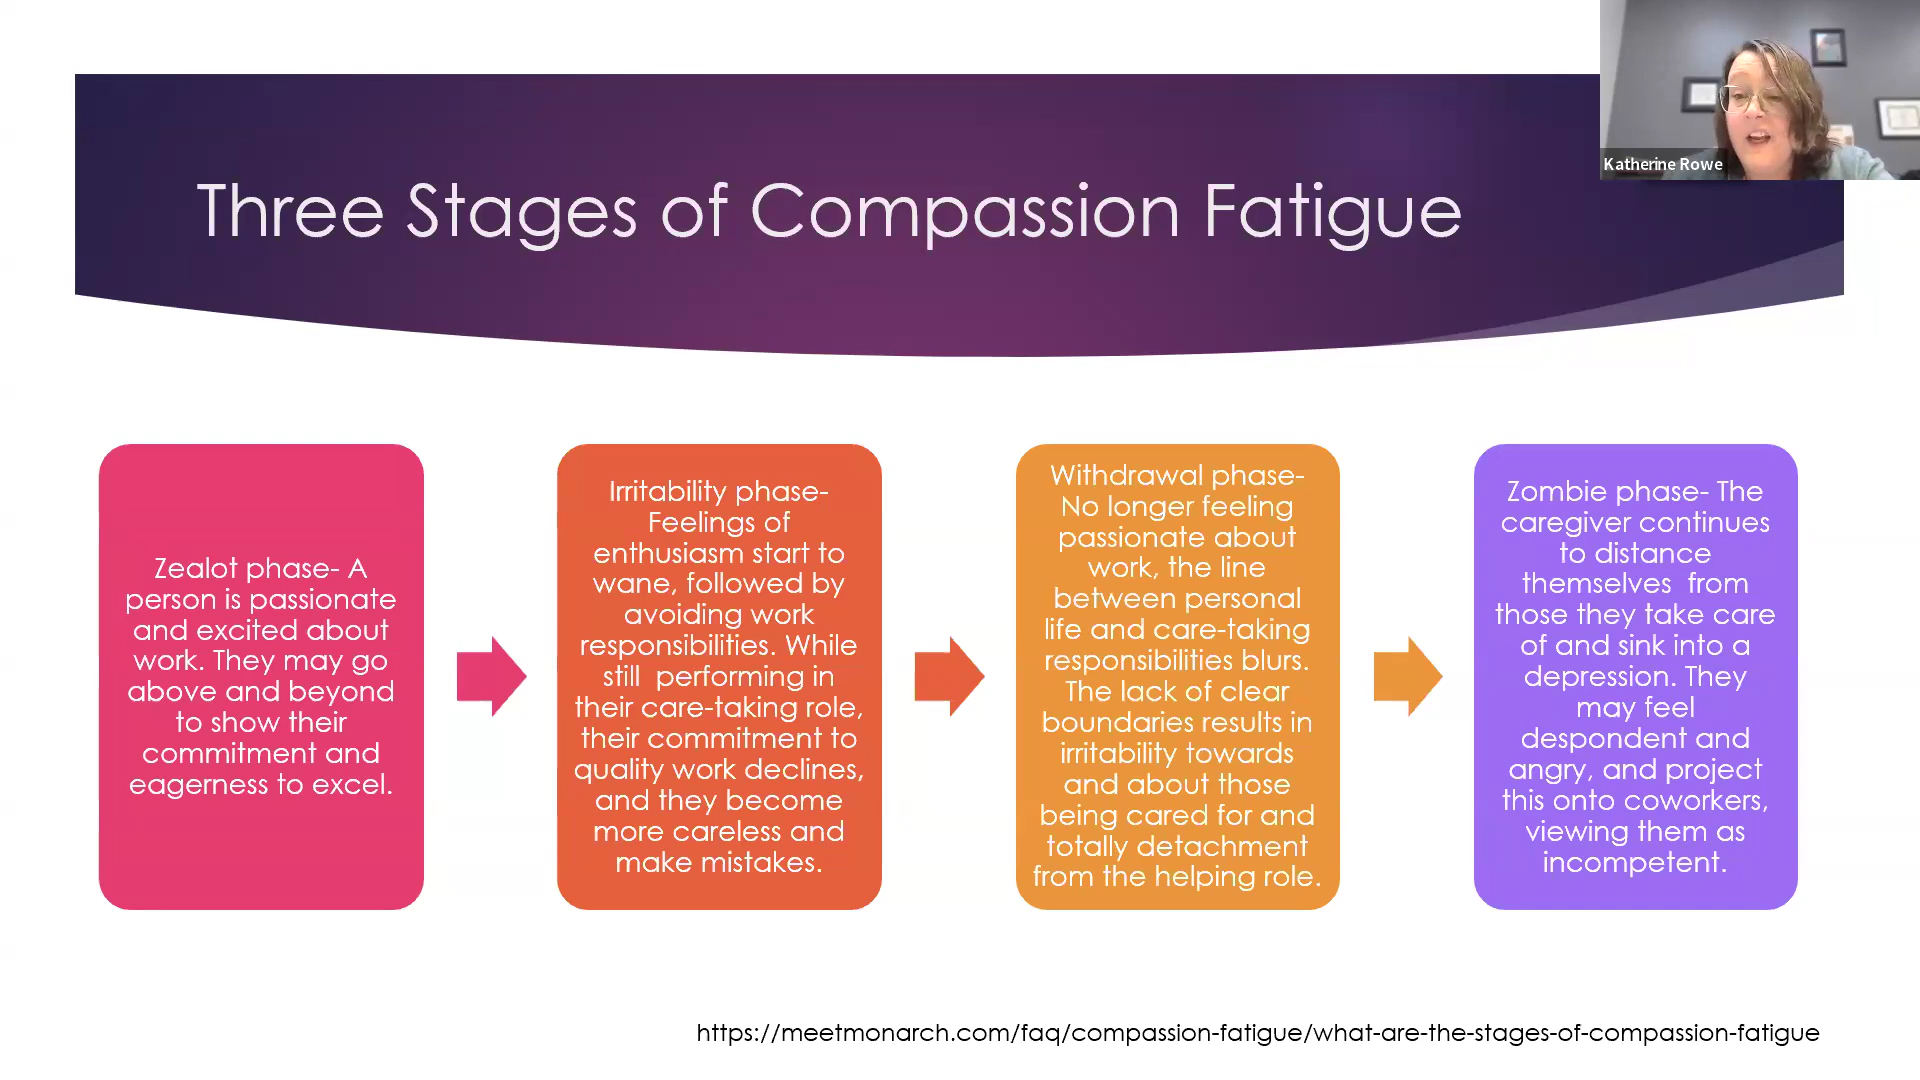 Katherine Rowe
Three Stages of Compassion Fatigue
Zealot phase- A
person is passionate
and excited about
work. They may go
above and beyond
to show their
commitment and
eagerness to excel.
Irritability phase-
Feelings of
enthusiasm start to
wane, followed by
avoiding work
responsibilities. While
still performing in
their care-taking role,
their commitment to
quality work declines,
and they become
more careless and
make mistakes.
Withdrawal phase-
No longer feeling
passionate about
work, the line
between personal
life and care-taking
responsibilities blurs.
The lack of clear
boundaries results in
irritability towards
and about those
being cared for and
totally detachment
from the helping role.
Zombie phase- The
caregiver continues
to distance
themselves from
those they take care
of and sink into a
depression. They
may feel
despondent and
angry, and project
this onto coworkers,
viewing them as
incompetent.
https://meetmonarch.com/faq/compassion-fatigue/what-are-the-stages-of-compassion-fatigue